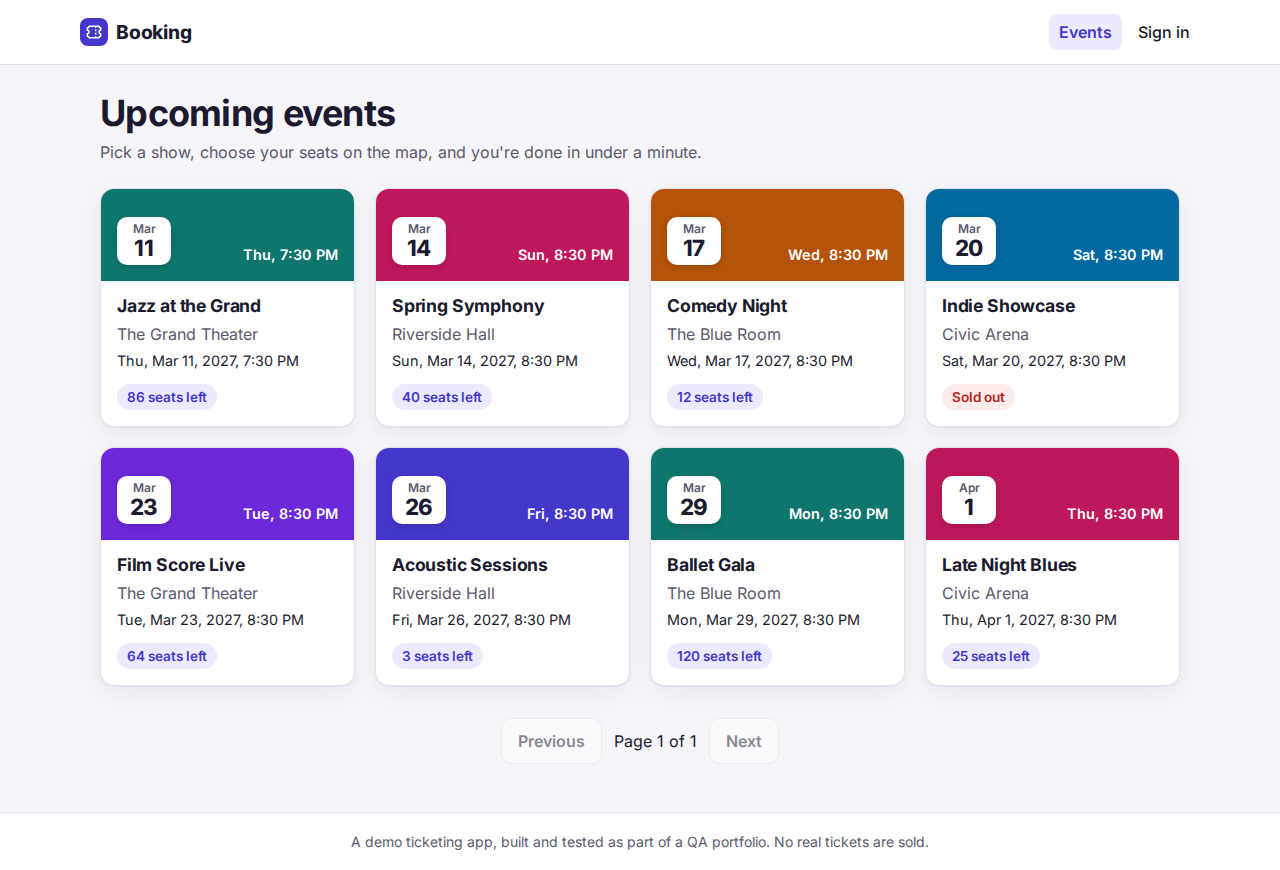 Booking
Events
Sign in
Upcoming events
Pick a show, choose your seats on the map, and you're done in under a minute.
Mar
11
Thu, 7:30 PM
Jazz at the Grand
The Grand Theater
Thu, Mar 11, 2027, 7:30 PM
86 seats left
Mar
14
Sun, 8:30 PM
Spring Symphony
Riverside Hall
Sun, Mar 14, 2027, 8:30 PM
40 seats left
Mar
17
Wed, 8:30 PM
Comedy Night
The Blue Room
Wed, Mar 17, 2027, 8:30 PM
12 seats left
Mar
20
Sat, 8:30 PM
Indie Showcase
Civic Arena
Sat, Mar 20, 2027, 8:30 PM
Sold out
Mar
23
Tue, 8:30 PM
Film Score Live
The Grand Theater
Tue, Mar 23, 2027, 8:30 PM
64 seats left
Mar
26
Fri, 8:30 PM
Acoustic Sessions
Riverside Hall
Fri, Mar 26, 2027, 8:30 PM
3 seats left
Mar
29
Mon, 8:30 PM
Ballet Gala
The Blue Room
Mon, Mar 29, 2027, 8:30 PM
120 seats left
Apr
1
Thu, 8:30 PM
Late Night Blues
Civic Arena
Thu, Apr 1, 2027, 8:30 PM
25 seats left
Previous
Page 1 of 1
Next
A demo ticketing app, built and tested as part of a QA portfolio. No real tickets are sold.